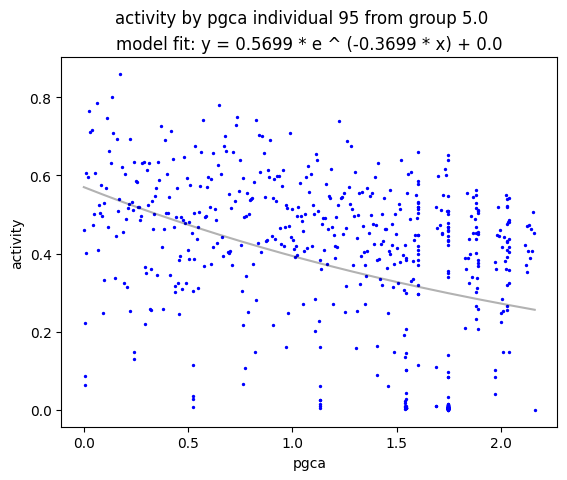 activity by pgca individual 95 from group 5.0
model fit: y = 0.5699 * e ^ (-0.3699 * x) + 0.0
activity
0.8
0.6
0.4
0.2
0.0
0.0 0.5 1.0 1.5 2.0
pgca